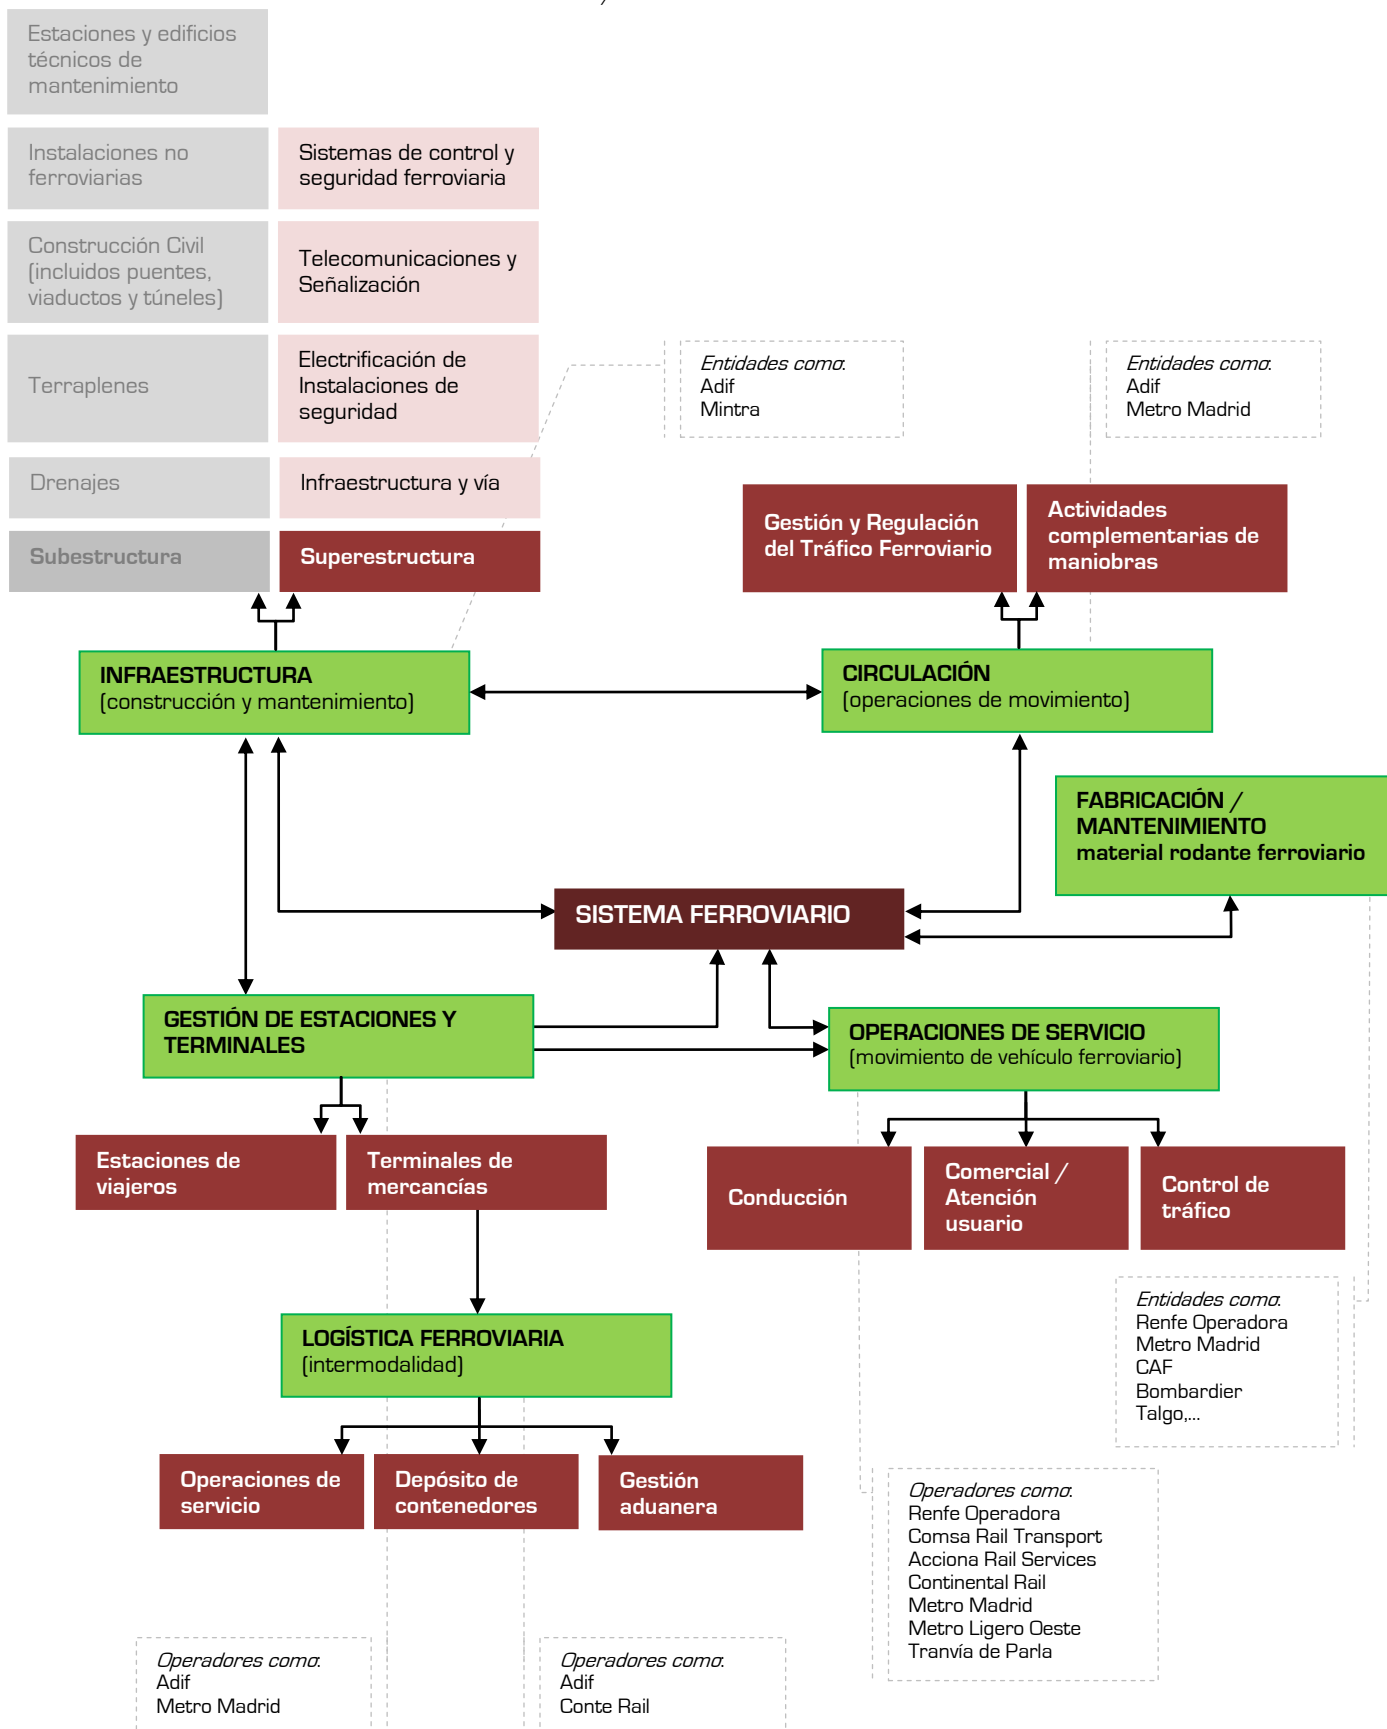 Estaciones y edificios
técnicos de
mantenimiento
Instalaciones no
ferroviarias
Sistemas de control y
seguridad ferroviaria
Construcción Civil
(incluidos puentes,
viaductos y túneles)
Telecomunicaciones y
Señalización
Terraplenes
Electrificación de
Instalaciones de
seguridad
Drenajes
Infraestructura y vía
Subestructura
Superestructura
Entidades como:
Adif
Mintra
Entidades como:
Adif
Metro Madrid
Gestión y Regulación
del Tráfico Ferroviario
Actividades
complementarias de
maniobras
INFRAESTRUCTURA
(construcción y mantenimiento)
CIRCULACIÓN
(operaciones de movimiento)
FABRICACIÓN /
MANTENIMIENTO
material rodante ferroviario
SISTEMA FERROVIARIO
GESTIÓN DE ESTACIONES Y
TERMINALES
OPERACIONES DE SERVICIO
(movimiento de vehículo ferroviario)
Estaciones de
viajeros
Terminales de
mercancías
Conducción
Comercial /
Atención
usuario
Control de
tráfico
LOGÍSTICA FERROVIARIA
(intermodalidad)
Entidades como:
Renfe Operadora
Metro Madrid
CAF
Bombardier
Talgo,...
Operaciones de
servicio
Depósito de
contenedores
Gestión
aduanera
Operadores como:
Renfe Operadora
Comsa Rail Transport
Acciona Rail Services
Continental Rail
Metro Madrid
Metro Ligero Oeste
Tranvía de Parla
Operadores como:
Adif
Metro Madrid
Operadores como:
Adif
Conte Rail